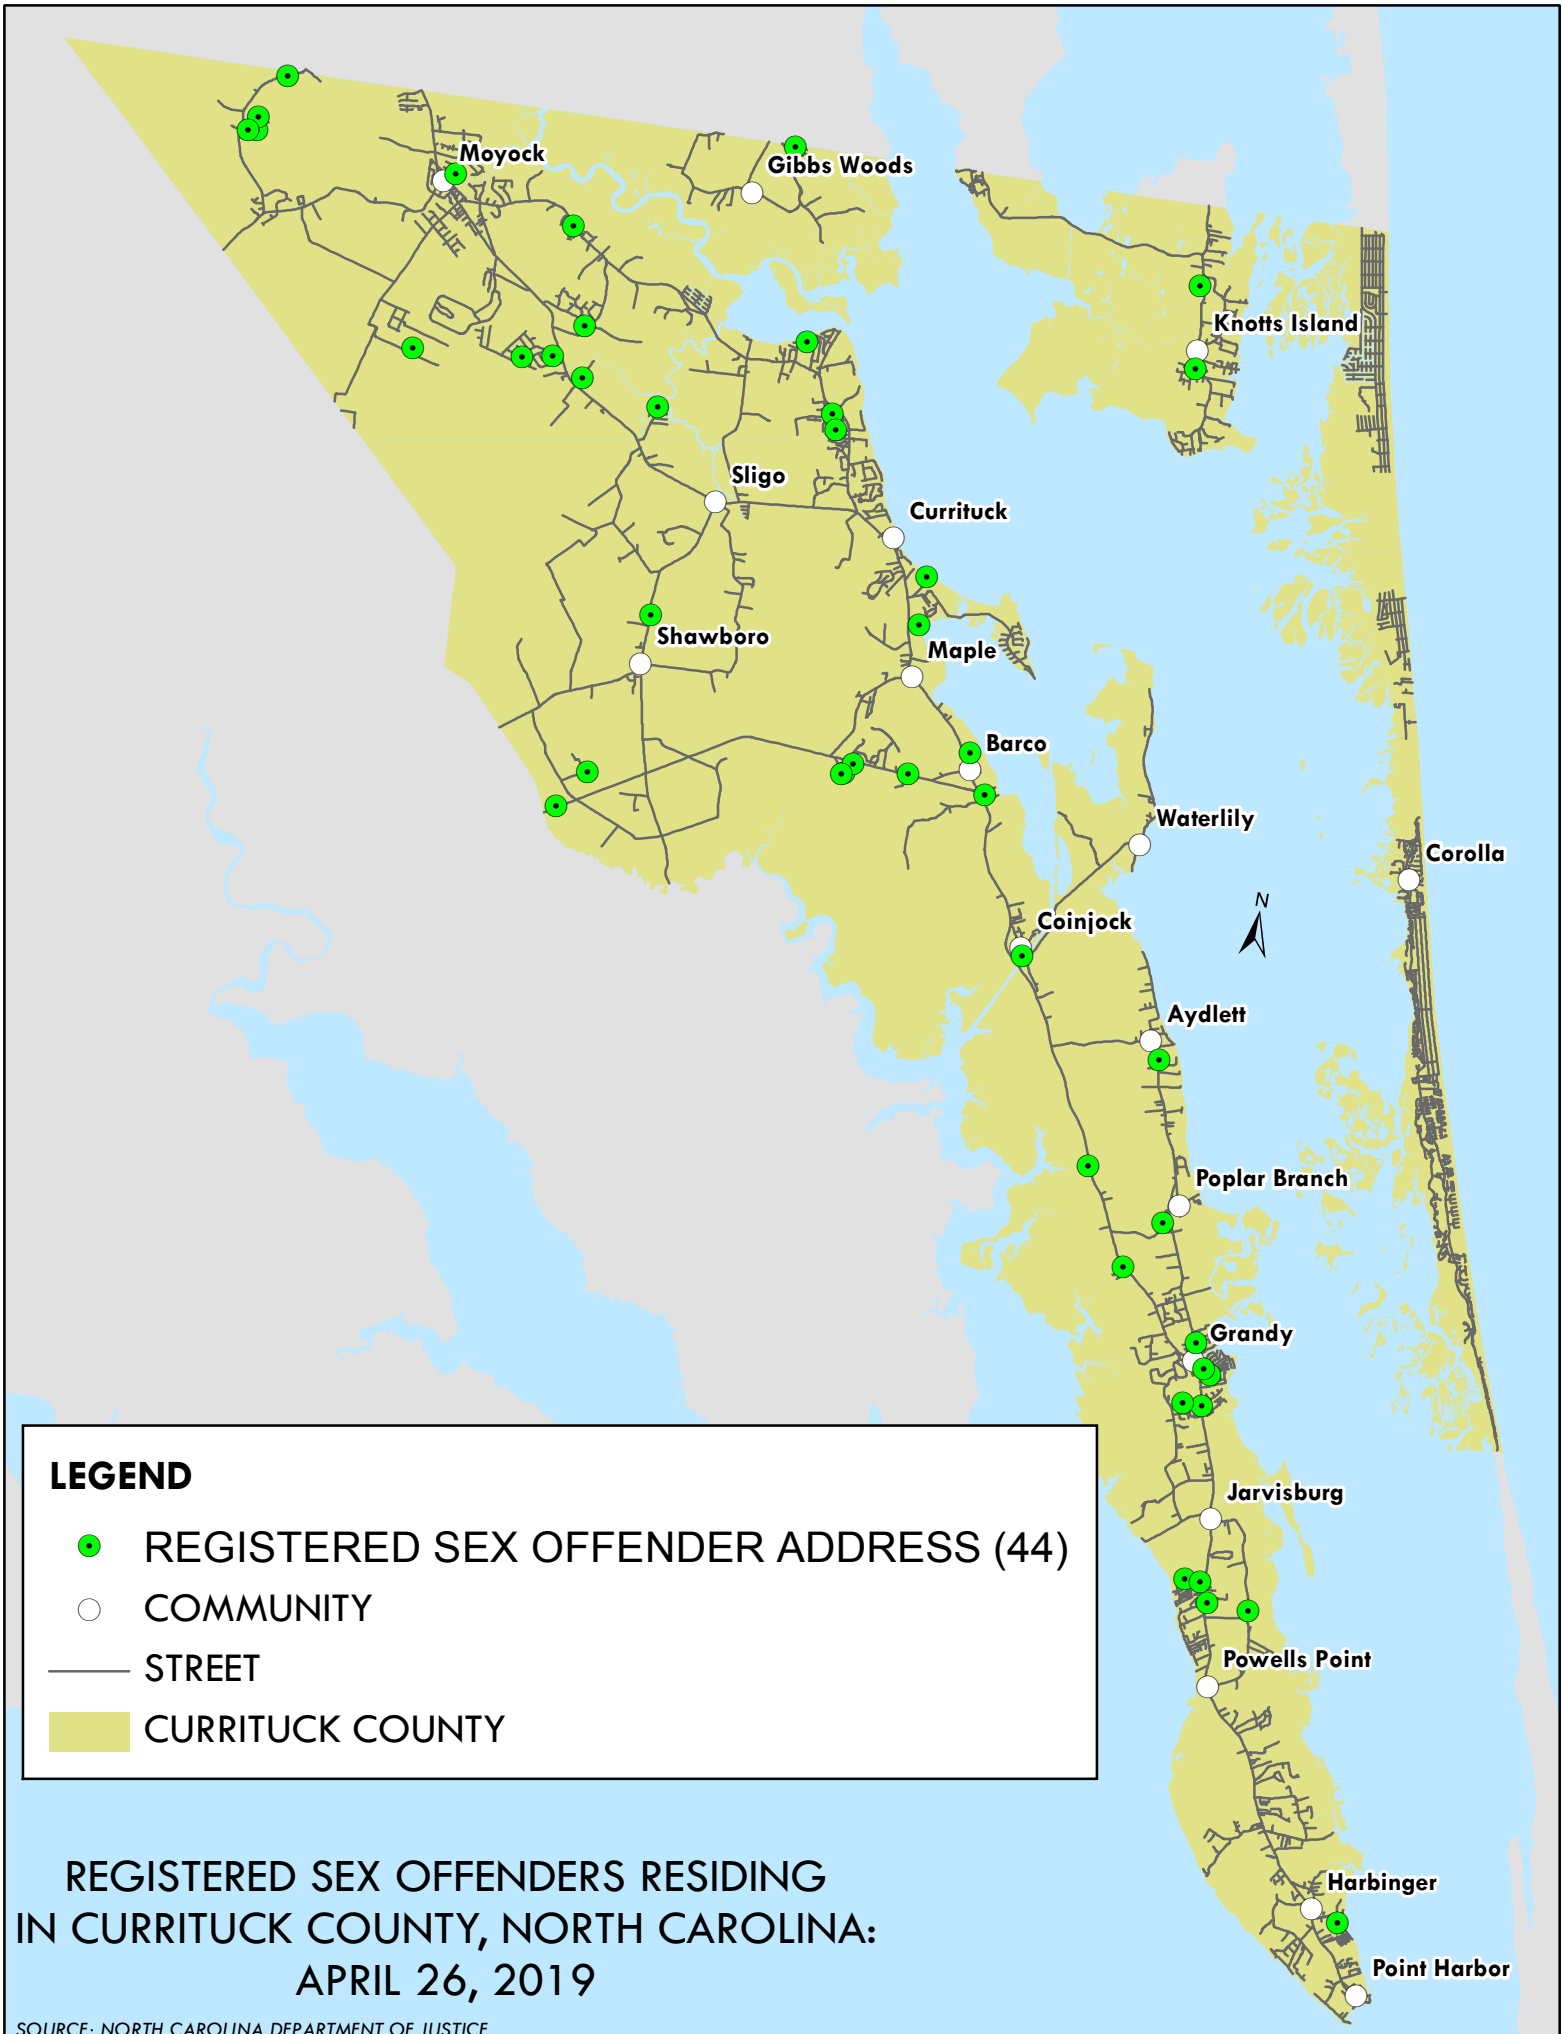 Moyock
Gibbs Woods
Knotts Island
Sligo
Currituck
Shawboro
Maple
Barco
Waterlily
Corolla
N
Coinjock
Aydlett
Poplar Branch
Grandy
LEGEND
REGISTERED SEX OFFENDER ADDRESS (44)
COMMUNITY
STREET
CURRITUCK COUNTY
Jarvisburg
Powells Point
Harbinger
Point Harbor
REGISTERED SEX OFFENDERS RESIDING
IN CURRITUCK COUNTY, NORTH CAROLINA:
APRIL 26, 2019
SOURCE: NORTH CAROLINA DEPARTMENT OF JUSTICE